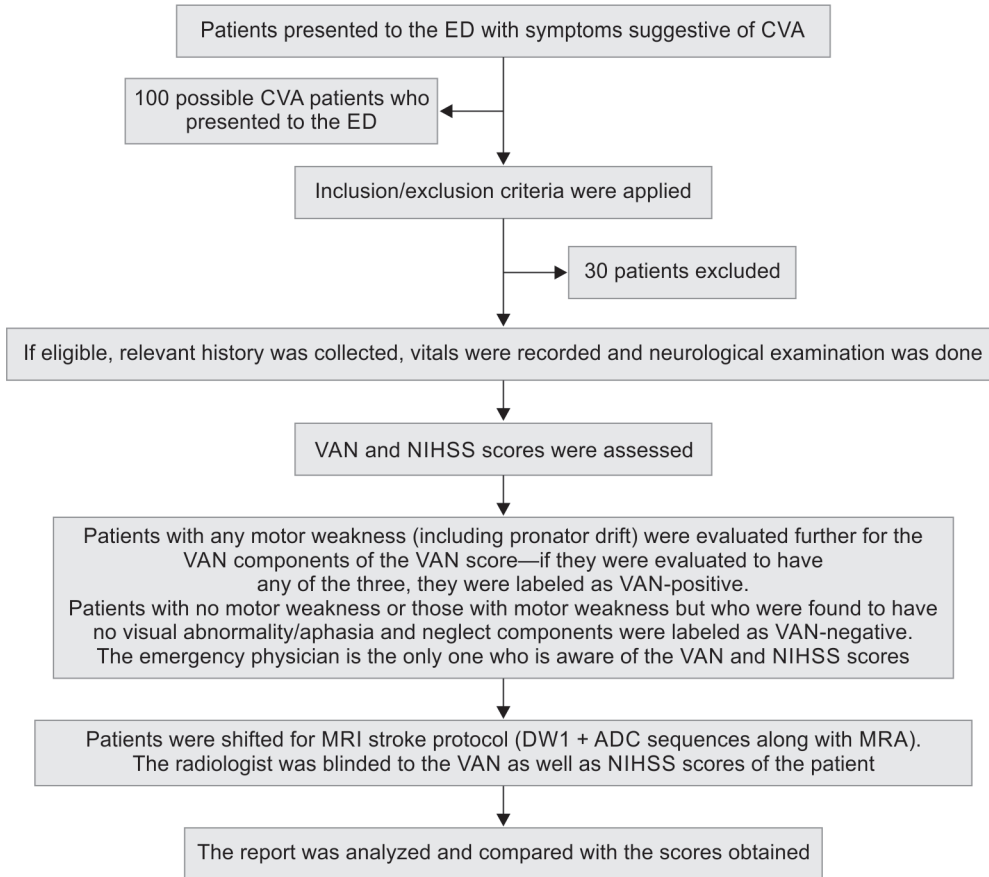 Patients presented to the ED with symptoms suggestive of CVA
100 possible CVA patients who
presented to the ED
Inclusion/exclusion criteria were applied
30 patients excluded
If eligible, relevant history was collected, vitals were recorded and neurological examination was done
VAN and NIHSS scores were assessed
Patients with any motor weakness (including pronator drift) were evaluated further for the
VAN components of the VAN score—if they were evaluated to have
any of the three, they were labeled as VAN-positive.
Patients with no motor weakness or those with motor weakness but who were found to have
no visual abnormality/aphasia and neglect components were labeled as VAN-negative.
The emergency physician is the only one who is aware of the VAN and NIHSS scores
Patients were shifted for MRI stroke protocol (DW1 + ADC sequences along with MRA).
The radiologist was blinded to the VAN as well as NIHSS scores of the patient
The report was analyzed and compared with the scores obtained